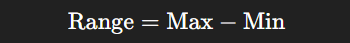 Range = Max − Min